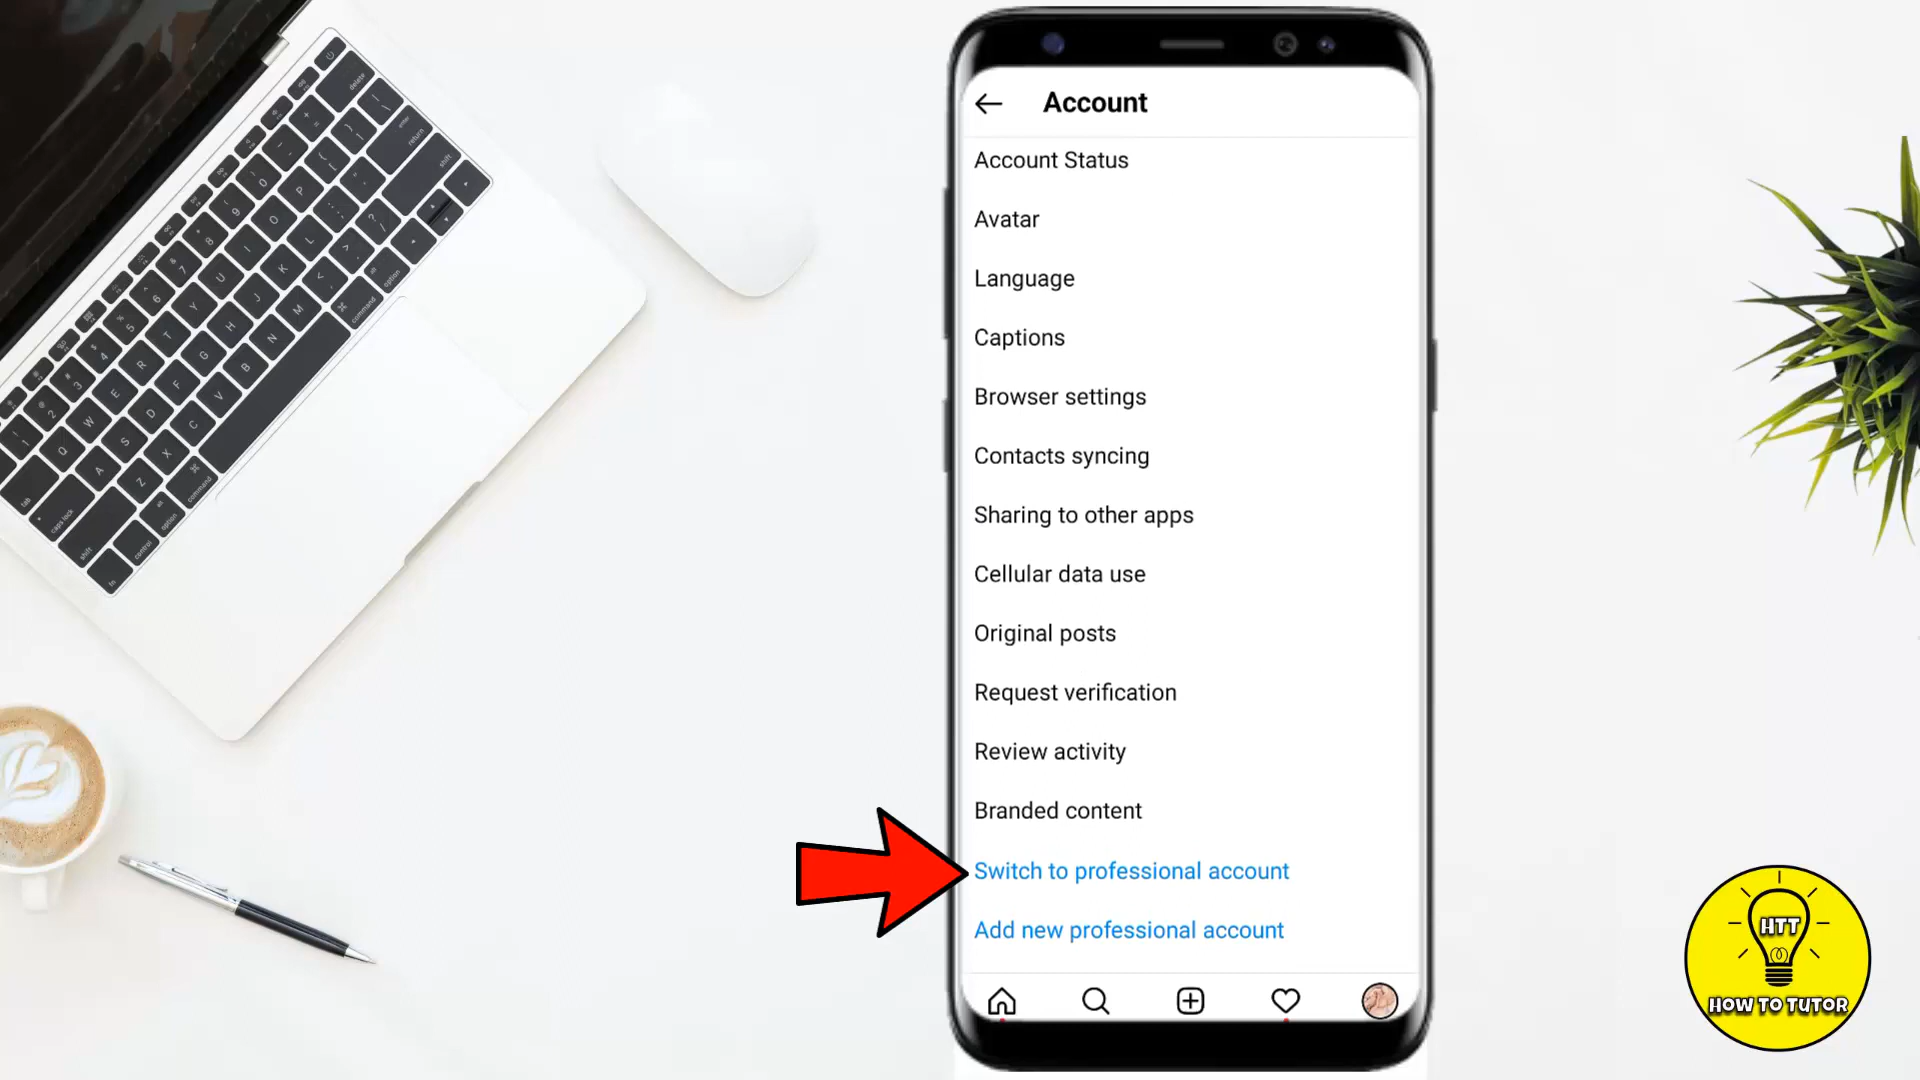 Account
Account Status
Avatar
Language
Captions
Browser settings
Contacts syncing
Sharing to other apps
Cellular data use
Original posts
Request verification
Review activity
Branded content
Switch to professional account
Add new professional account
HTT
HOW TO TUTOR